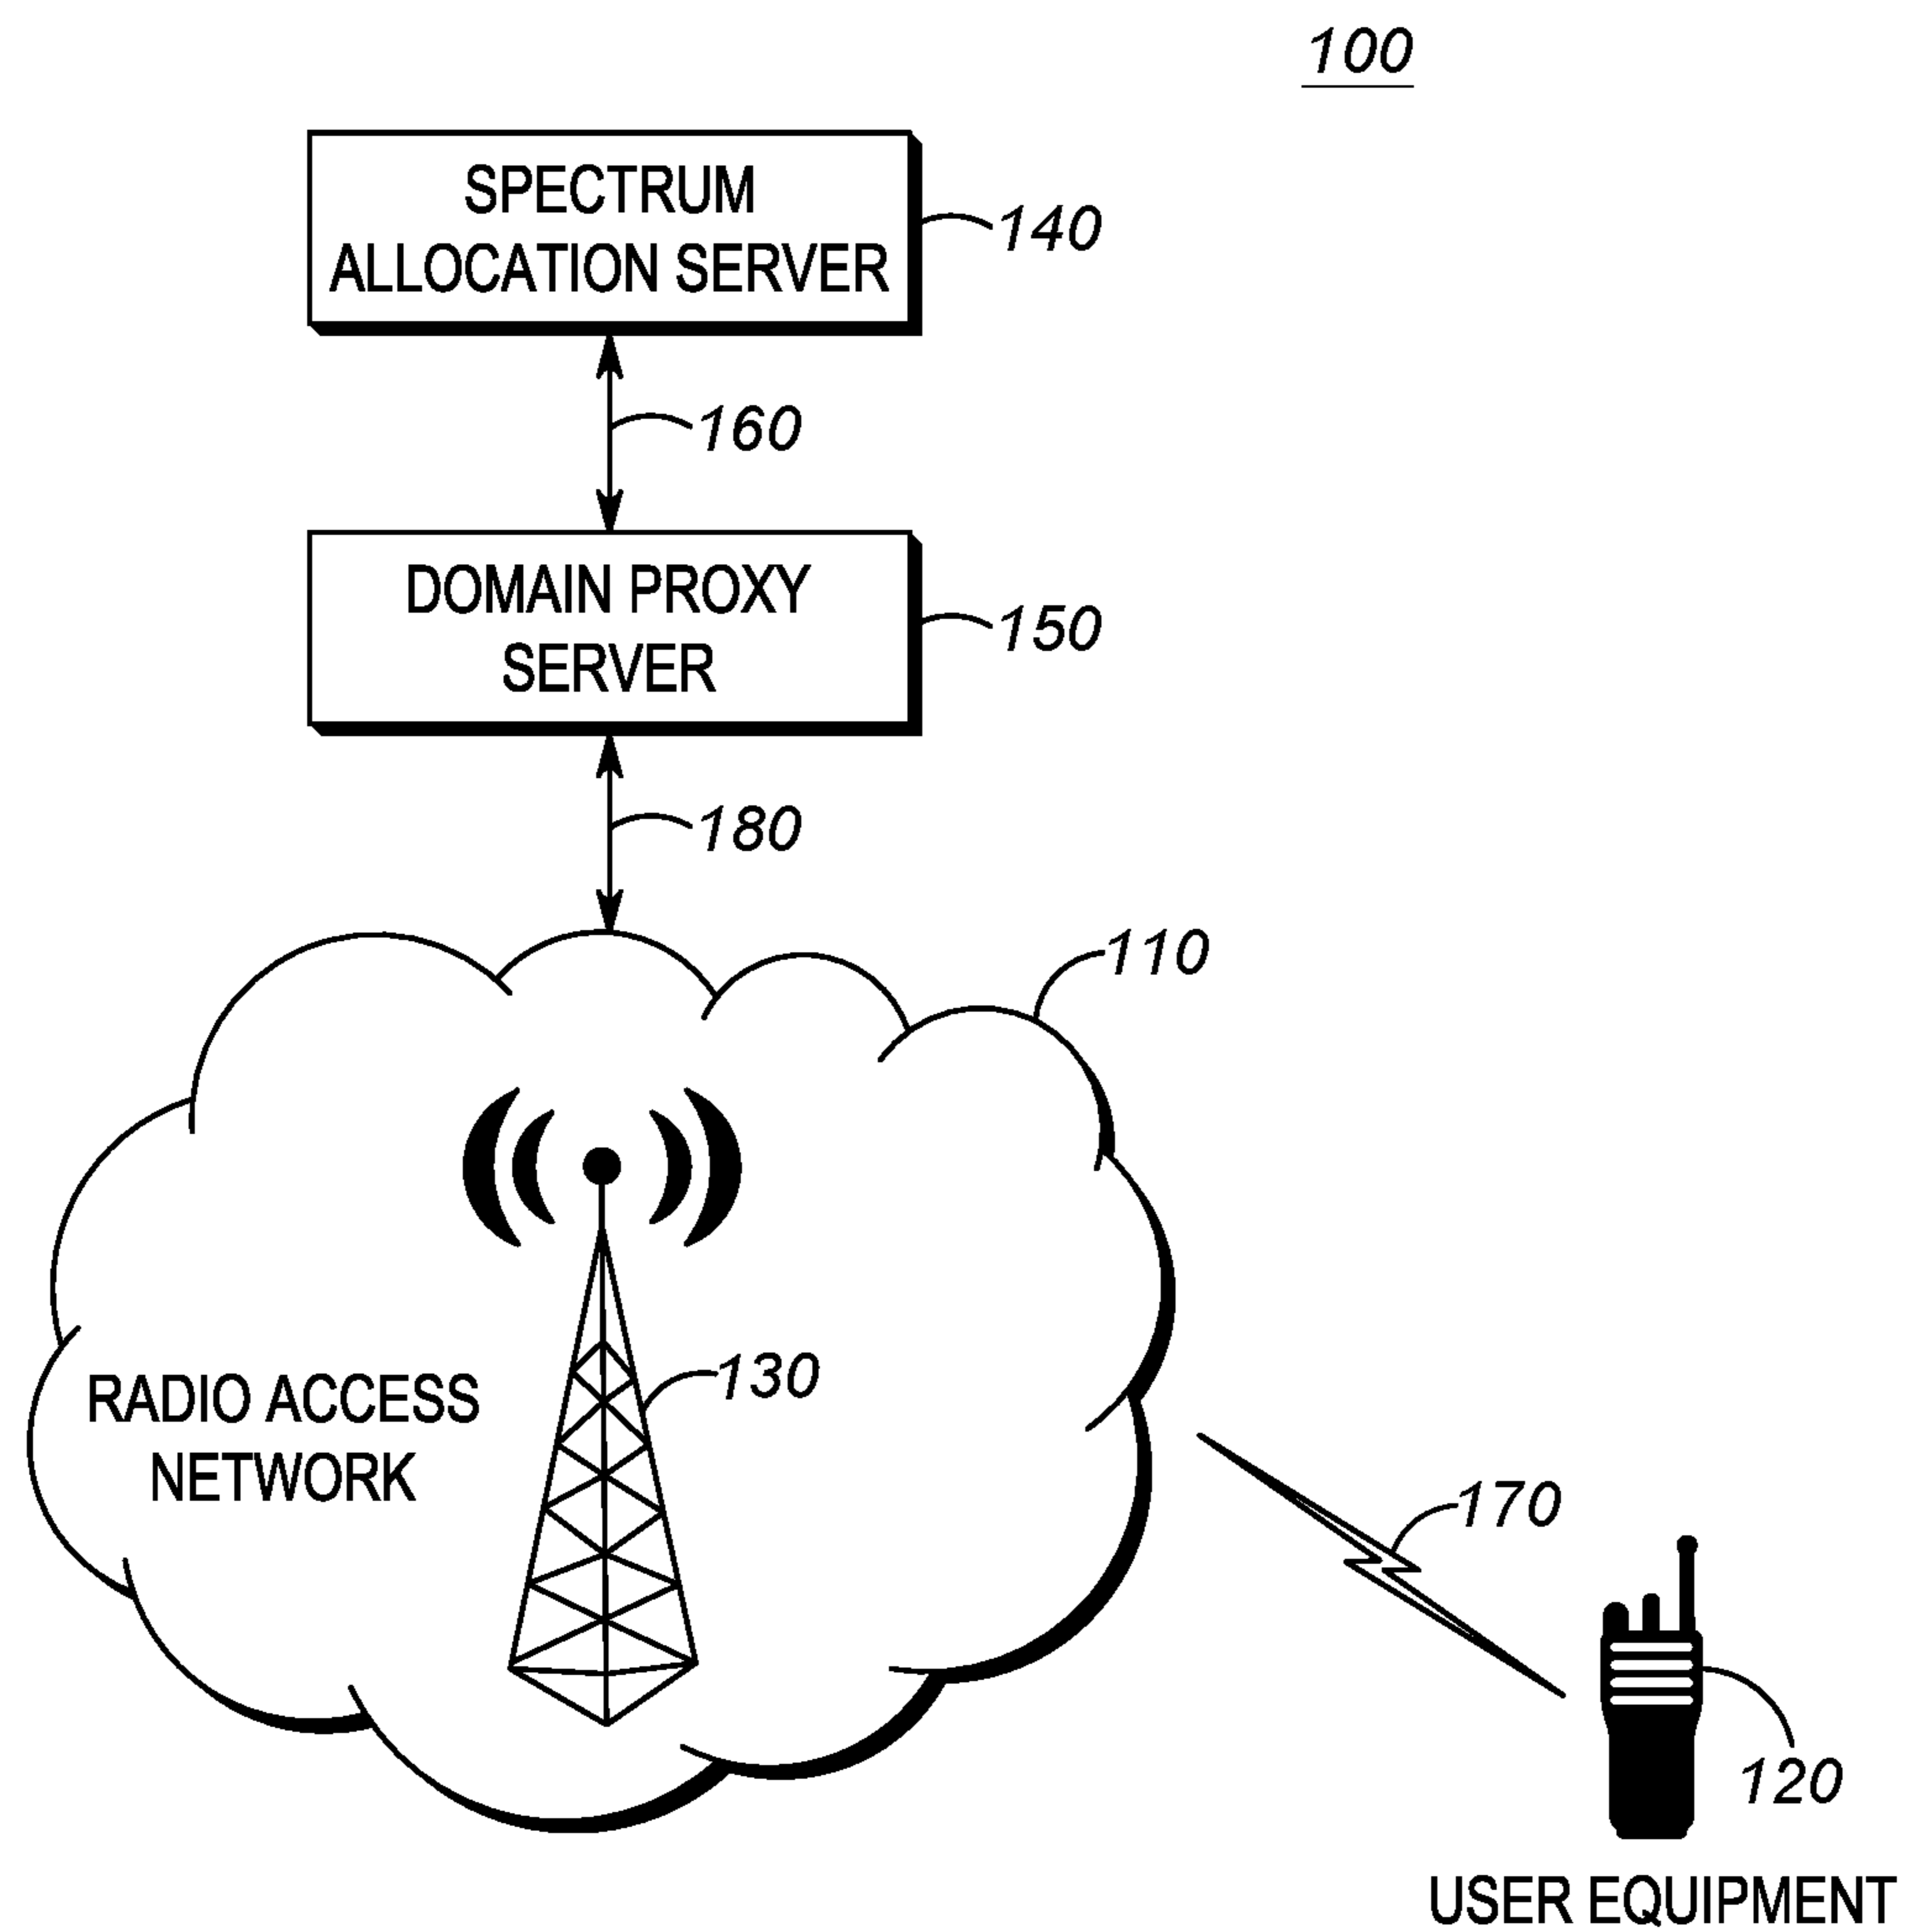 100
SPECTRUM
ALLOCATION SERVER
140
160
DOMAIN PROXY
SERVER
150
180
110
130
RADIO ACCESS
NETWORK
170
120
USER EQUIPMENT